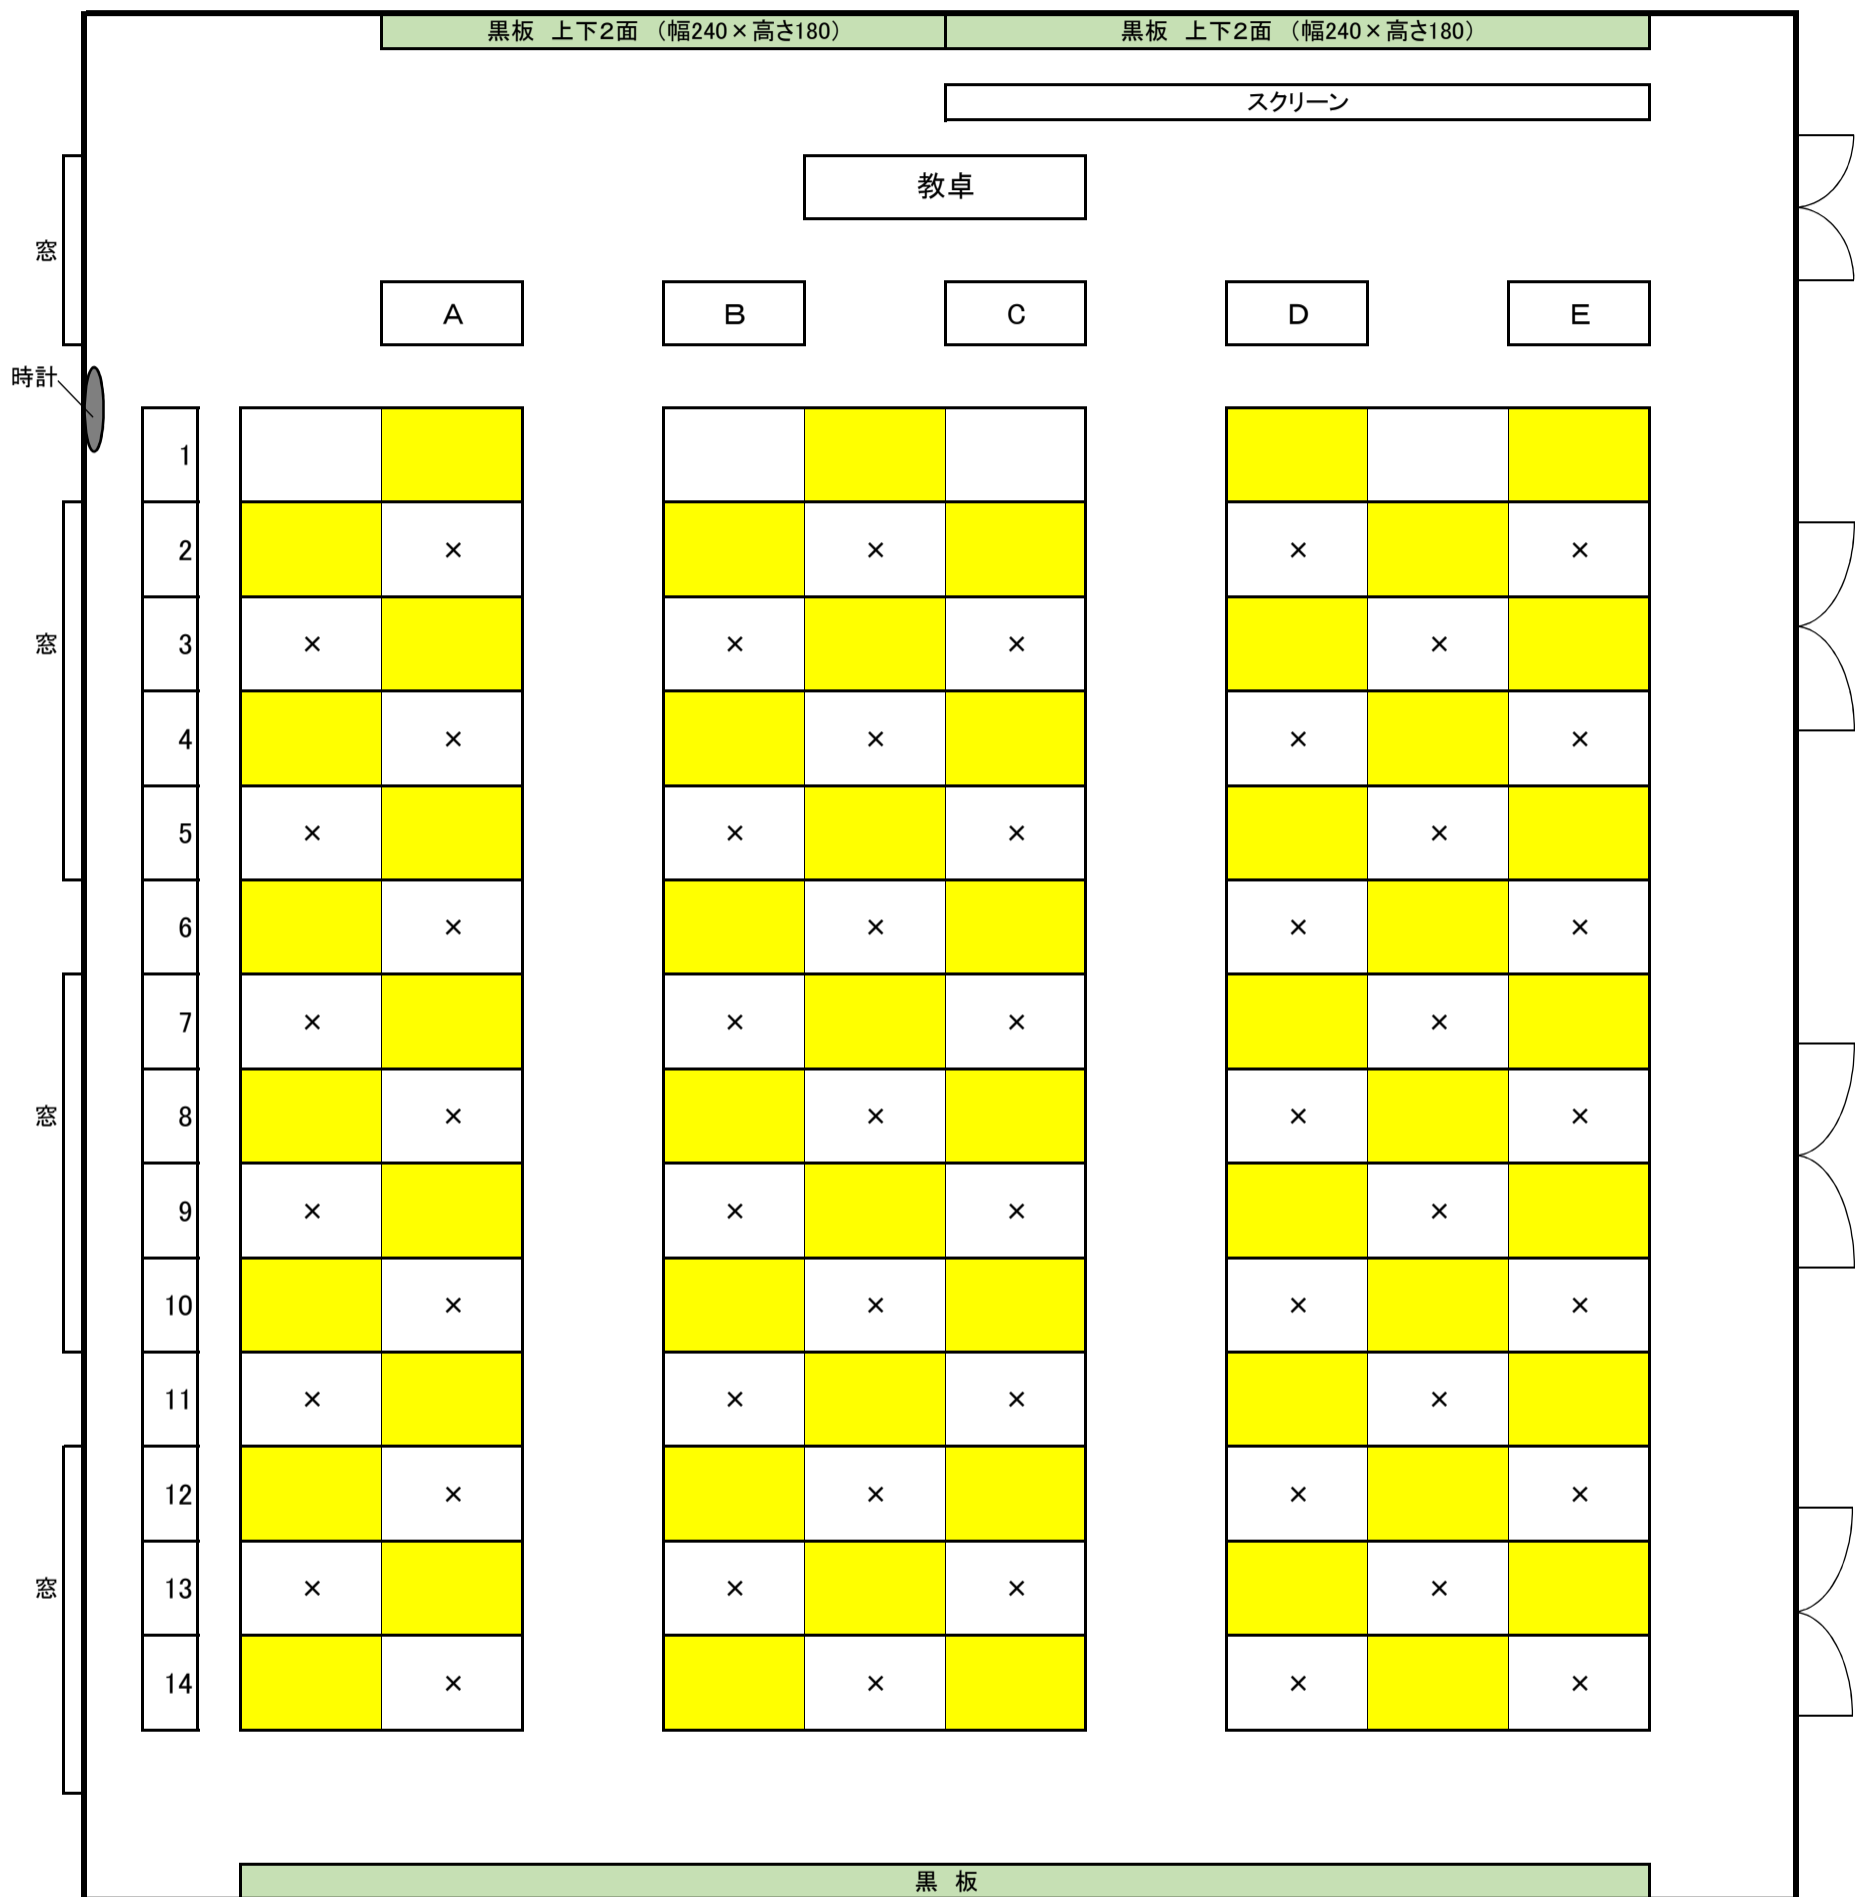 黒板　上下２面　（幅240×高さ180）　黒板　上下２面　（幅240×高さ180）
スクリーン
教卓
窓
A B C D E
時計
1
2 × × × ×
窓 3 × × × ×
4 × × × ×
5 × × × ×
6 × × × ×
7 × × × ×
窓 8 × × × ×
9 × × × ×
10 × × × ×
11 × × × ×
12 × × × ×
窓 13 × × × ×
14 × × × ×
黒　板